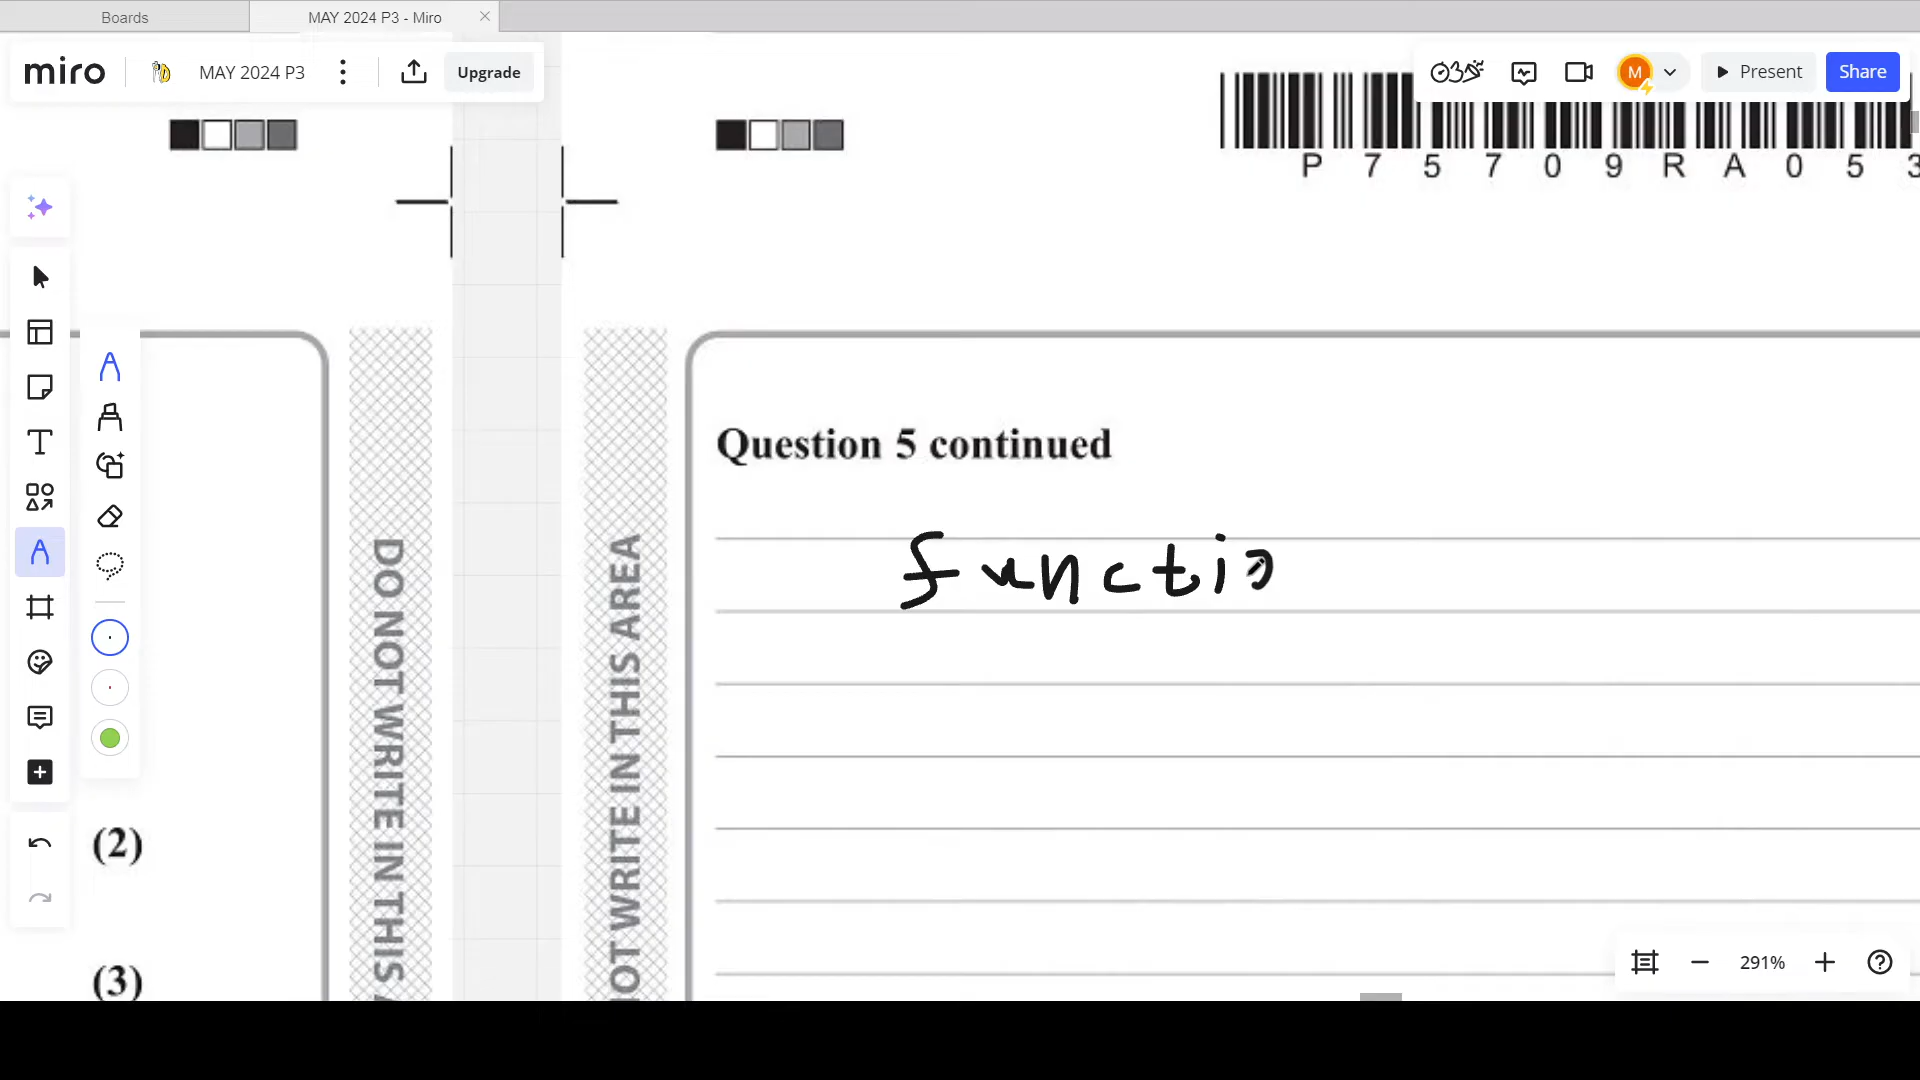 Boards
MAY 2024 P3 - Miro
miro
MAY 2024 P3
Upgrade
Present
Share
M
P 7 5 7 0 9 R A 0 5 3
Question 5 continued
functio
DO NOT WRITE IN THIS A
NOT WRITE IN THIS AREA
(2)
(3)
291%